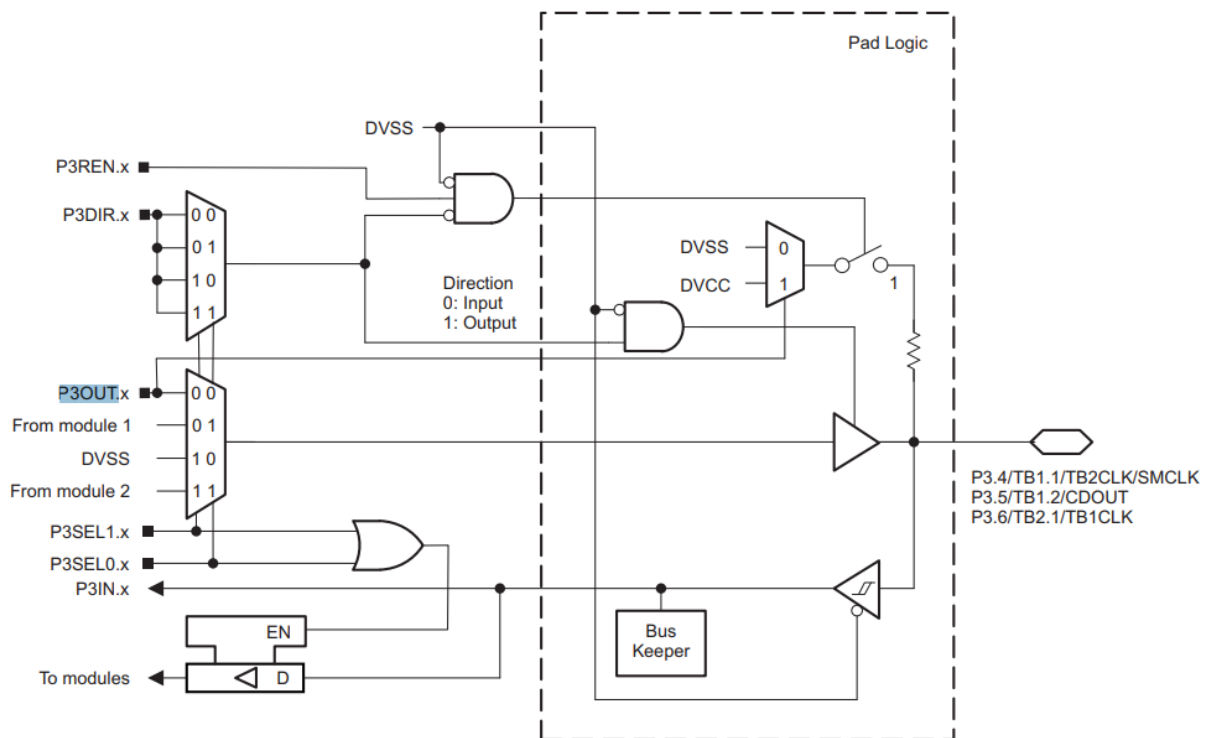 Pad Logic
DVSS
P3REN.x
P3DIR.x
0 0
0 1
1 0
1 1
Direction
0: Input
1: Output
DVSS
0
DVCC
1
1
P3OUT.x
0 0
From module 1
0 1
DVSS
1 0
From module 2
1 1
P3.4/TB1.1/TB2CLK/SMCLK
P3.5/TB1.2/CDOUT
P3.6/TB2.1/TB1CLK
P3SEL1.x
P3SEL0.x
P3IN.x
EN
Bus
Keeper
To modules
D